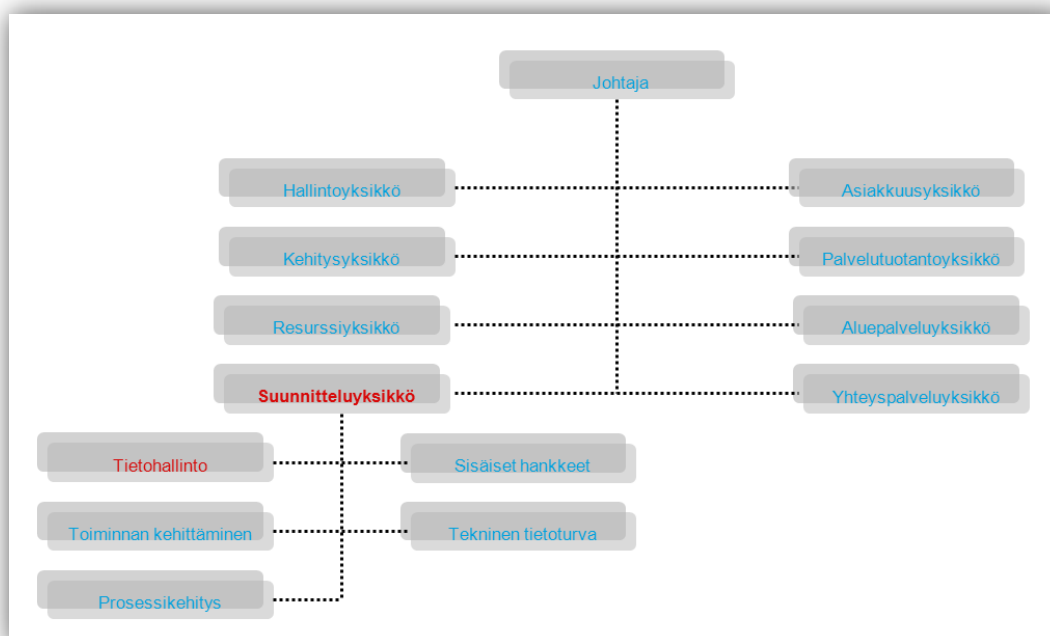 Johtaja
Hallintoyksikkö
Asiakkuusyksikkö
Kehitysyksikkö
Palvelutuotantoyksikkö
Resurssiyksikkö
Aluepalveluyksikkö
Suunnitteluyksikkö
Yhteyspalveluyksikkö
Tietohallinto
Sisäiset hankkeet
Toiminnan kehittäminen
Tekninen tietoturva
Prosessikehitys